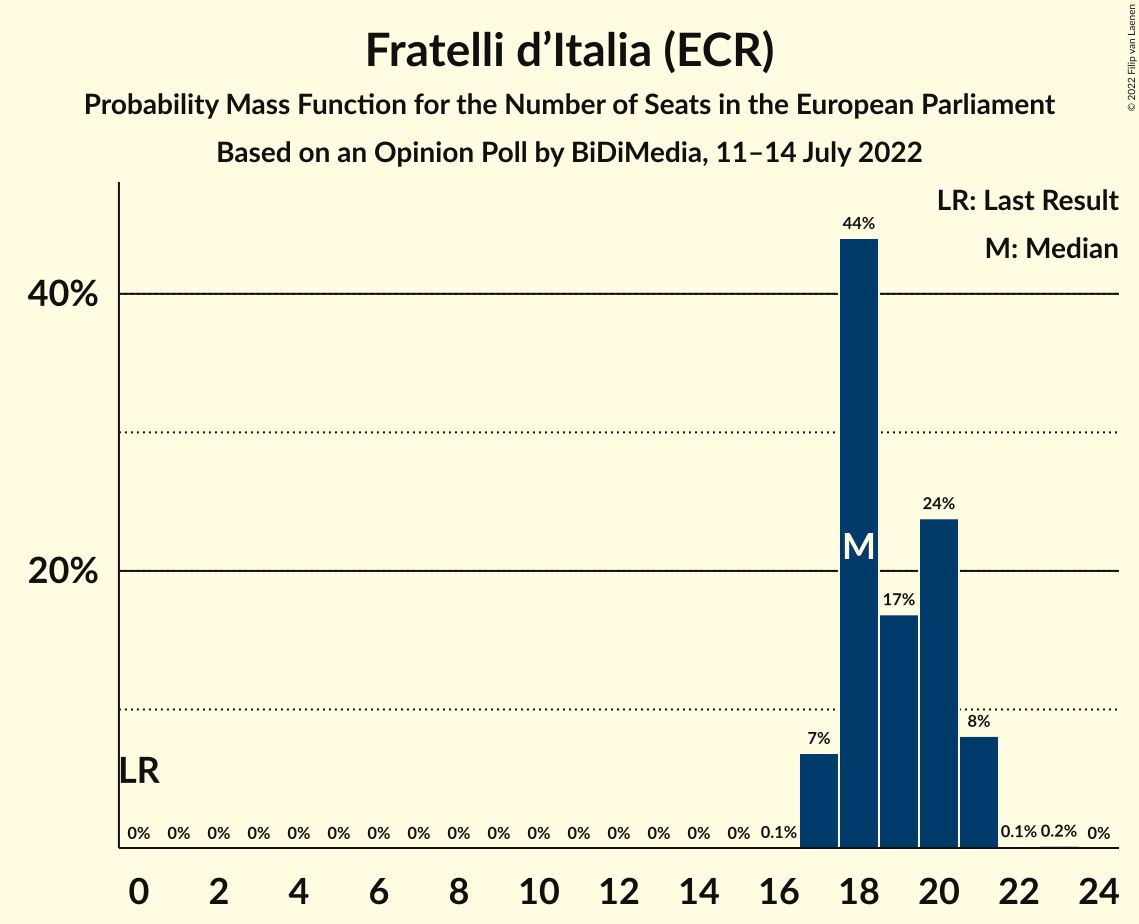 Fratelli d’Italia (ECR)
Probability Mass Function for the Number of Seats in the European Parliament
Based on an Opinion Poll by BiDiMedia, 11–14 July 2022
© 2022 Filip van Laenen
LR: Last Result
M: Median
40%
20%
44%
24%
M
17%
8%
7%
LR
0% 0% 0% 0% 0% 0% 0% 0% 0% 0% 0% 0% 0% 0% 0% 0% 0.1% 0.1% 0.2% 0%
0 2 4 6 8 10 12 14 16 18 20 22 24